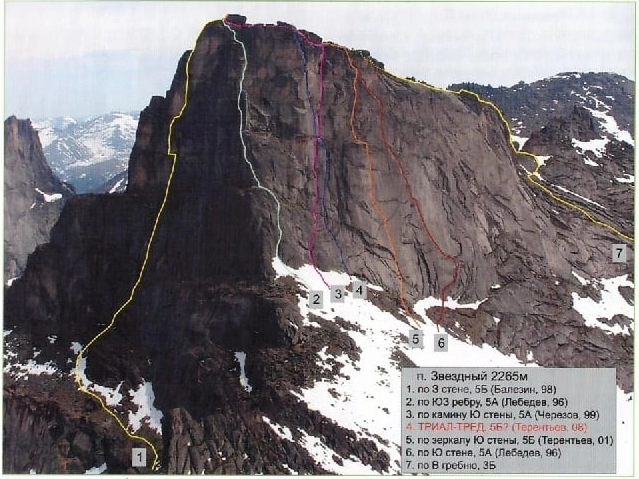 7
2
3
4
5
6
1
п. Звездный 2265м
1. по З стене, 5Б (Балезин, 98)
2. по ЮЗ ребру, 5А (Лебедев, 96)
3. по камину Ю стены, 5А (Черезов, 99)
4. ТРИАЛ-ТРЕД, 5Б? (Терентьев, 08)
5. по зеркалу Ю стены, 5Б (Терентьев, 01)
6. по Ю стене, 5А (Лебедев, 96)
7. по В гребню, 3Б